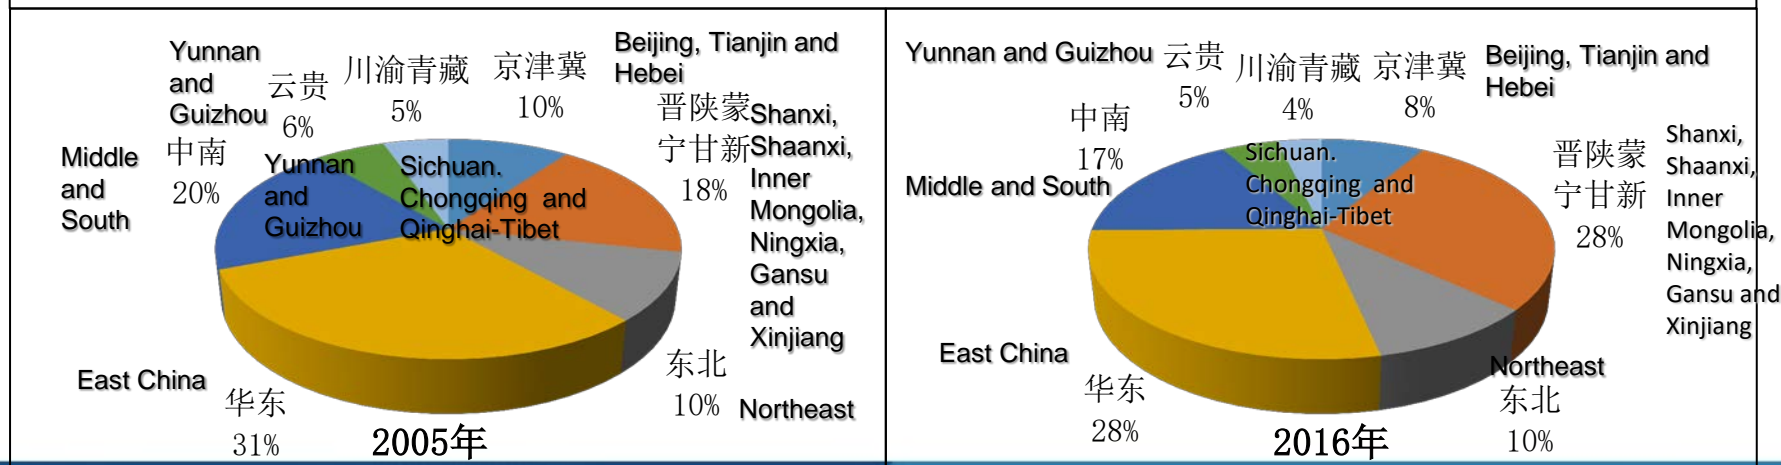 Yunnan
and
Guizhou
云贵
6%
川渝青藏
5%
京津冀
10%
Beijing, Tianjin and
Hebei
晋陕蒙
宁甘新
18%
Shanxi,
Shaanxi,
Inner
Mongolia,
Ningxia,
Gansu
and
Xinjiang
Middle
and
South
中南
20%
Yunnan
and
Guizhou
Sichuan.
Chongqing and
Qinghai-Tibet
East China
华东
31%
东北
10%
Northeast
2005年
Yunnan and Guizhou
云贵
5%
川渝青藏
4%
京津冀
8%
Beijing, Tianjin and
Hebei
中南
17%
Middle and South
Sichuan.
Chongqing and
Qinghai-Tibet
晋陕蒙
宁甘新
28%
Shanxi,
Shaanxi,
Inner
Mongolia,
Ningxia,
Gansu and
Xinjiang
East China
华东
28%
Northeast
东北
10%
2016年